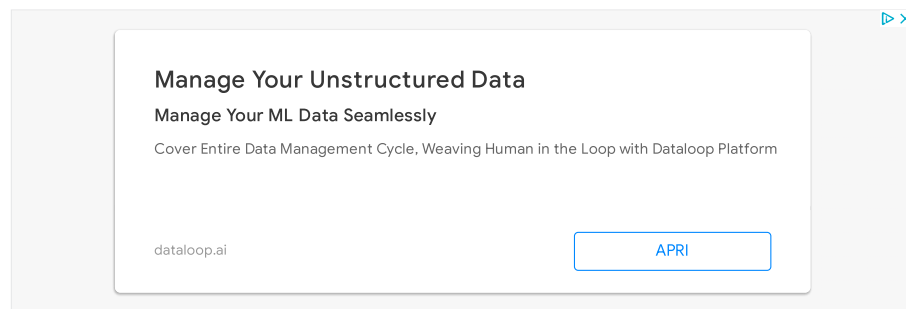 Manage Your Unstructured Data
Manage Your ML Data Seamlessly
Cover Entire Data Management Cycle, Weaving Human in the Loop with Dataloop Platform
dataloop.ai
APRI